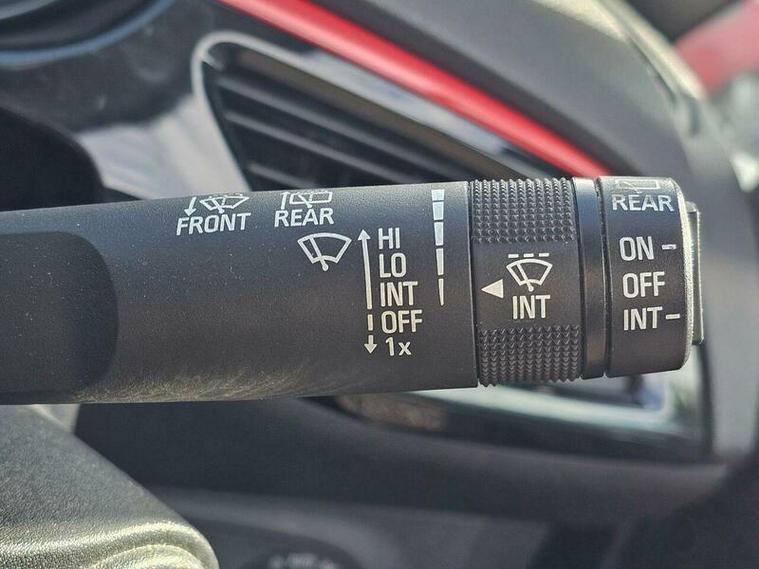 FRONT
REAR
HI
LO
INT
OFF
1x
INT
REAR
ON
OFF
INT